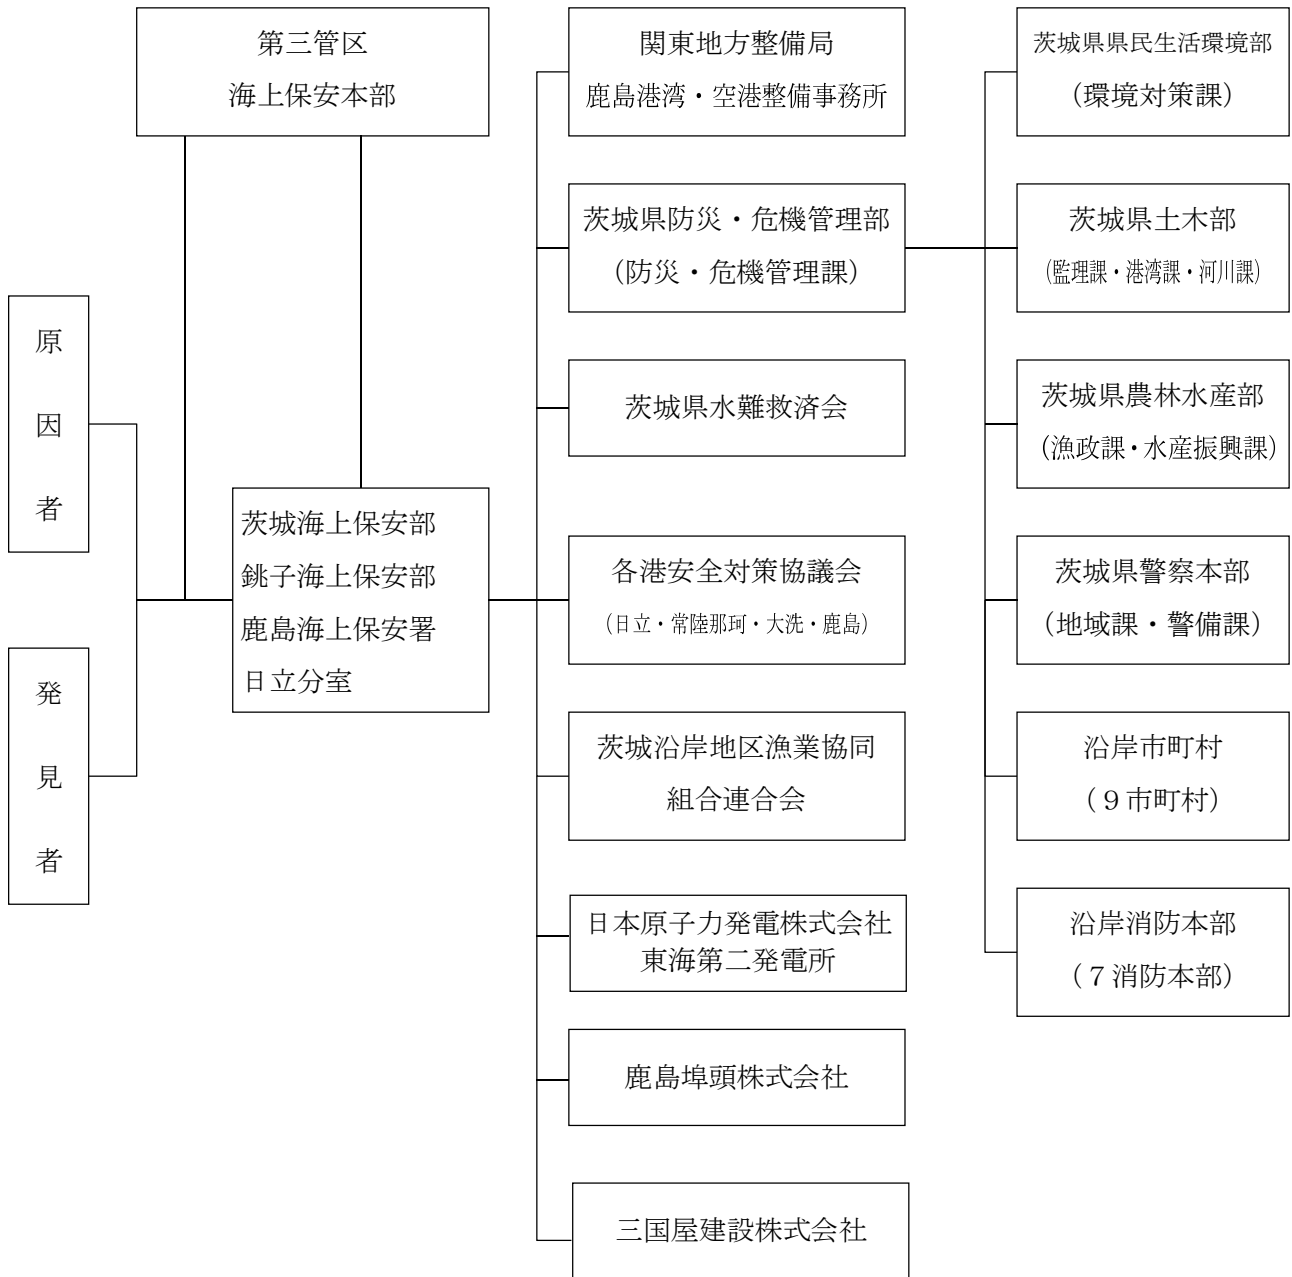 第三管区
海上保安本部
原因者
発見者
茨城海上保安部
銚子海上保安部
鹿島海上保安署
日立分室
関東地方整備局
鹿島港湾・空港整備事務所
茨城県防災・危機管理部
(防災・危機管理課)
茨城県水難救済会
各港安全対策協議会
(日立・常陸那珂・大洗・鹿島)
茨城沿岸地区漁業協同
組合連合会
日本原子力発電株式会社
東海第二発電所
鹿島埠頭株式会社
三国屋建設株式会社
茨城県県民生活環境部
(環境対策課)
茨城県土木部
(監理課・港湾課・河川課)
茨城県農林水産部
(漁政課・水産振興課)
茨城県警察本部
(地域課・警備課)
沿岸市町村
(９市町村)
沿岸消防本部
(７消防本部)